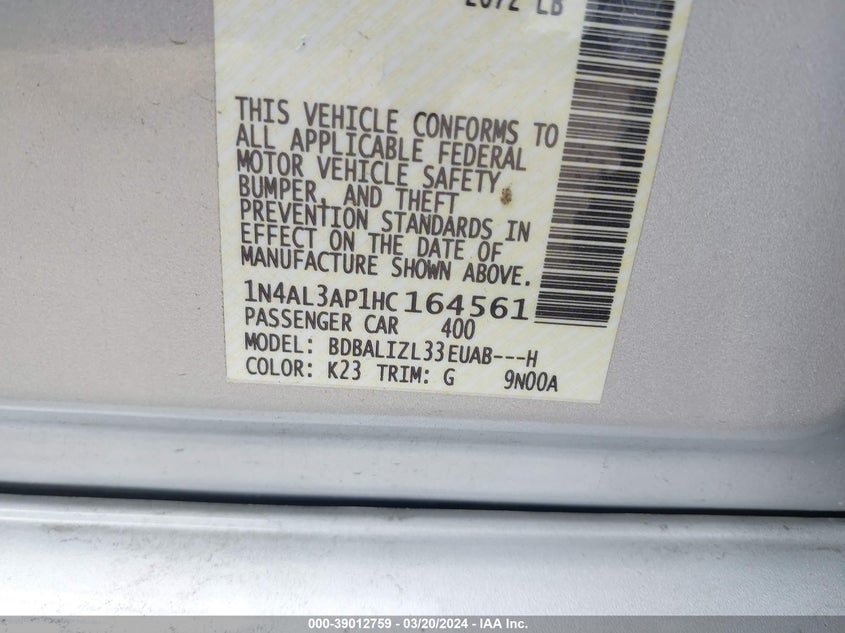 2672 LB
THIS VEHICLE CONFORMS TO
ALL APPLICABLE FEDERAL
MOTOR VEHICLE SAFETY
BUMPER, AND THEFT
PREVENTION STANDARDS IN
EFFECT ON THE DATE OF
MANUFACTURE SHOWN ABOVE.
1N4AL3AP1HC164561
PASSENGER CAR 400
MODEL: BDBALIZL33EUAB---H
COLOR: K23 TRIM: G 9N00A
000-39012759 - 03/20/2024 - IAA Inc.